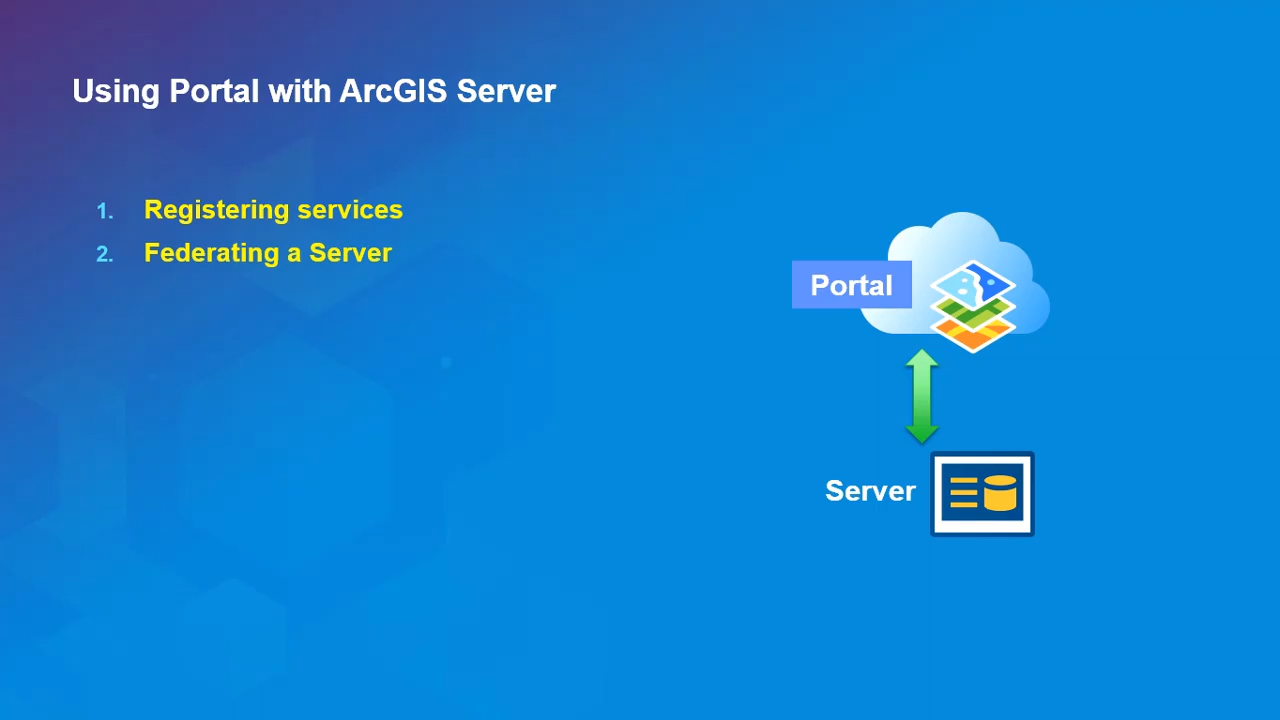 Using Portal with ArcGIS Server
1. Registering services
2. Federating a Server
Portal
Server